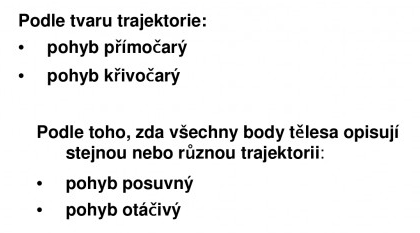 Podle tvaru trajektorie:
• pohyb přímočarý
• pohyb křivočarý
Podle toho, zda všechny body tělesa opisují
stejnou nebo různou trajektorii:
• pohyb posuvný
• pohyb otáčivý